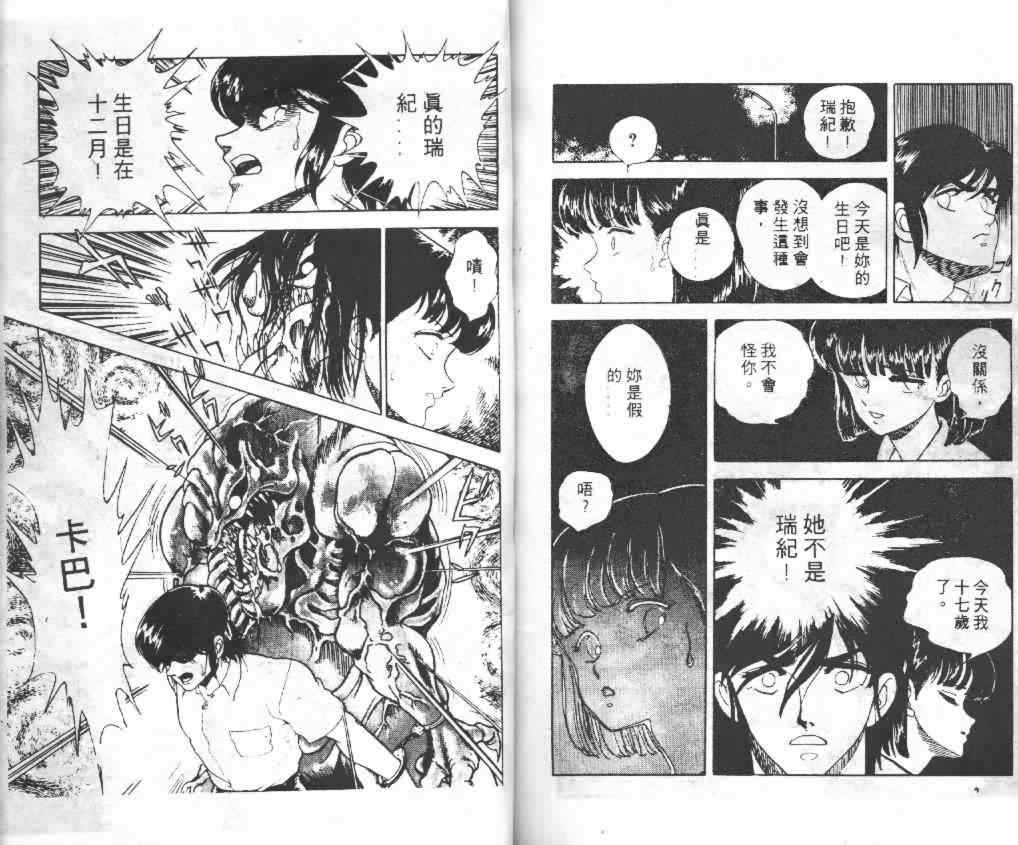 抱歉！
瑞紀！
？
今天是妳的
生日吧！
沒想到會
發生這種
事，
真是
……
ック
沒關係，
我不會
怪你。
妳是假
的……
唔？
今天我
十七歲
了。
她不是
瑞紀！
眞的瑞
紀……
生日是在
十二月！
嘖！
卡巴！